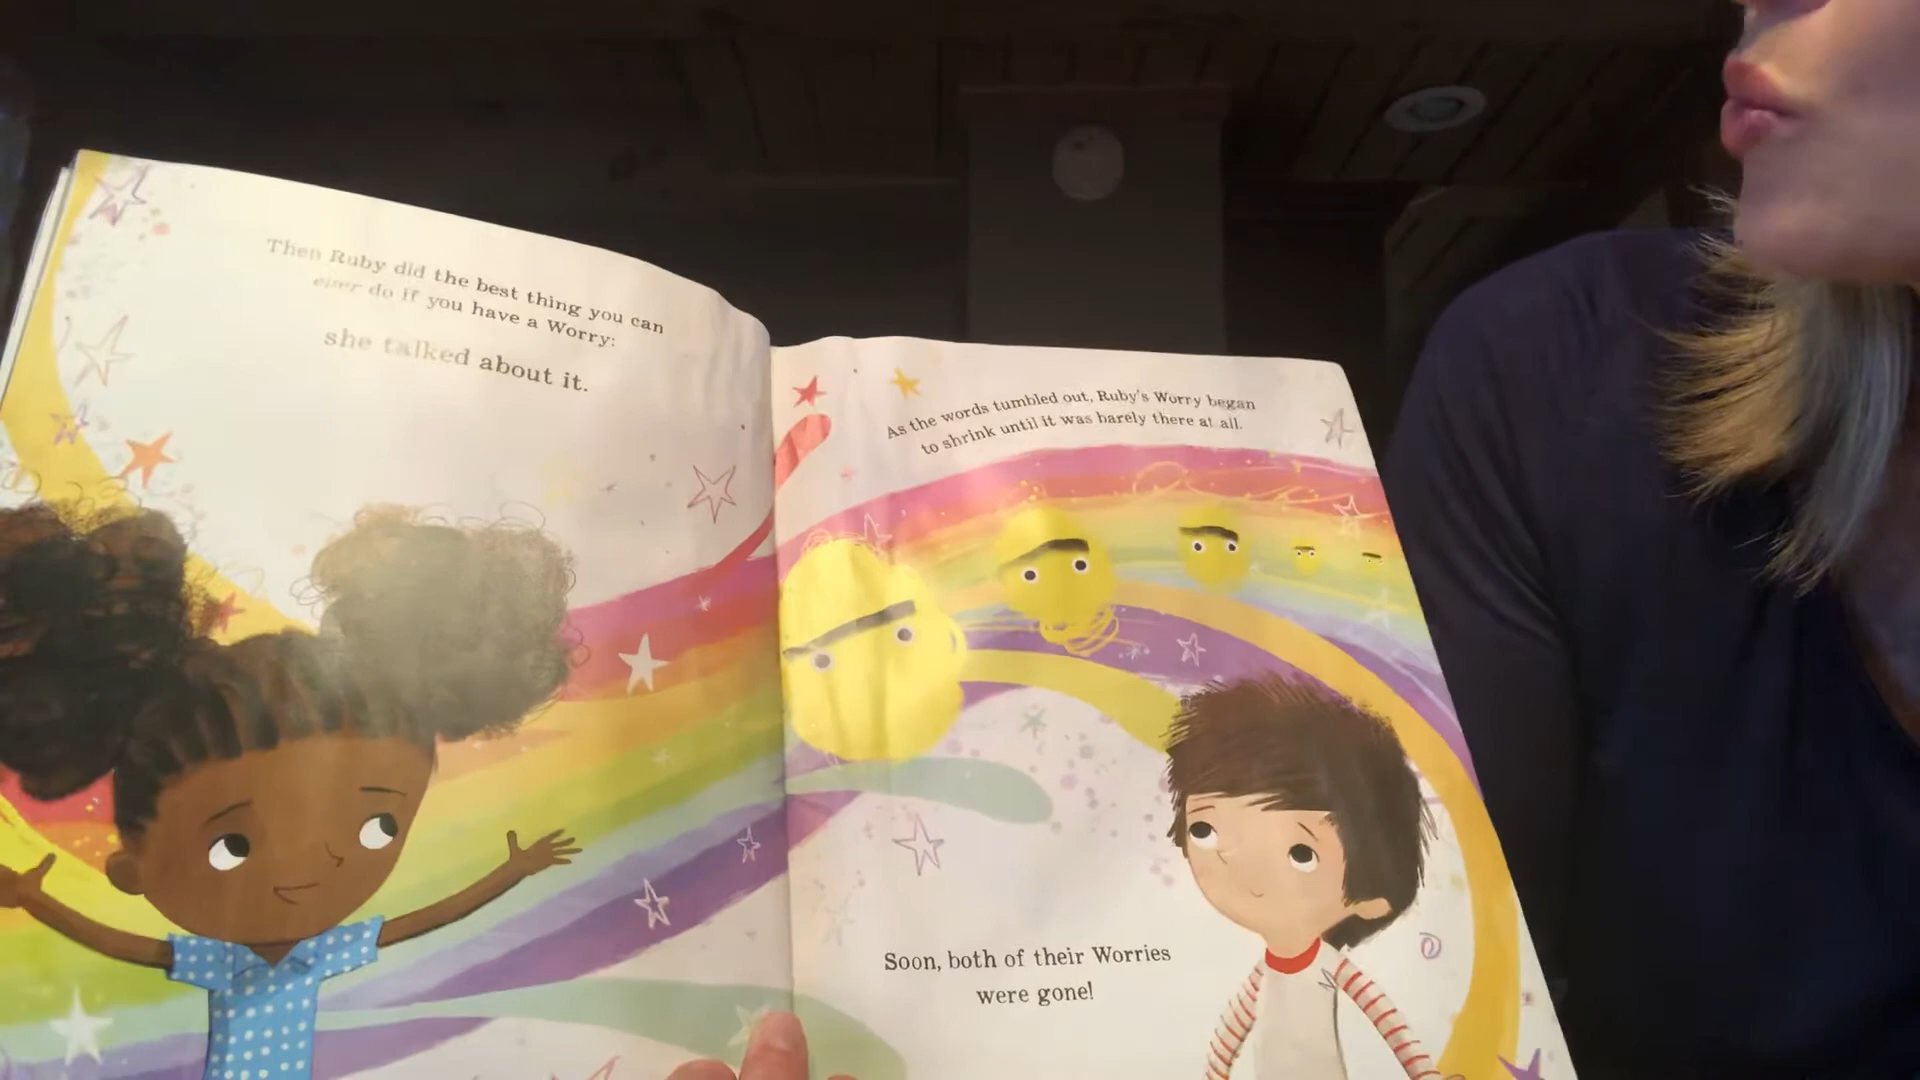 Then Ruby did the best thing you can
ever do if you have a Worry:
she talked about it.
As the words tumbled out, Ruby's Worry began
to shrink until it was barely there at all.
Soon, both of their Worries
were gone!